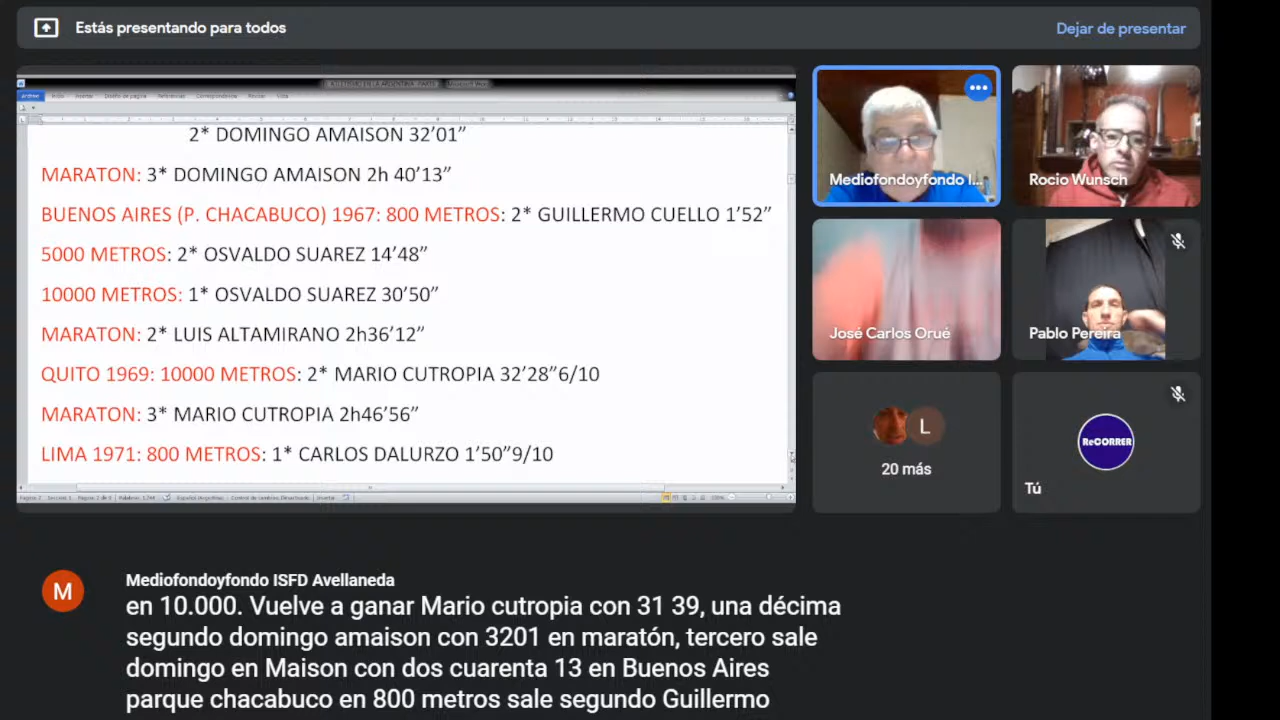 Estás presentando para todos
Dejar de presentar
2* DOMINGO AMAISON 32’01”
MARATON: 3* DOMINGO AMAISON 2h 40’13”
BUENOS AIRES (P. CHACABUCO) 1967: 800 METROS: 2* GUILLERMO CUELLO 1’52”
5000 METROS: 2* OSVALDO SUAREZ 14’48”
10000 METROS: 1* OSVALDO SUAREZ 30’50”
MARATON: 2* LUIS ALTAMIRANO 2h36’12”
QUITO 1969: 10000 METROS: 2* MARIO CUTROPIA 32’28”6/10
MARATON: 3* MARIO CUTROPIA 2h46’56”
LIMA 1971: 800 METROS: 1* CARLOS DALURZO 1’50”9/10
Mediofondoyfondo I...
Rocio Wunsch
José Carlos Orué
Pablo Pereira
L
20 más
ReCORRER
Tú
M
Mediofondoyfondo ISFD Avellaneda
en 10.000. Vuelve a ganar Mario cutropia con 31 39, una décima
segundo domingo amaison con 3201 en maratón, tercero sale
domingo en Maison con dos cuarenta 13 en Buenos Aires
parque chacabuco en 800 metros sale segundo Guillermo